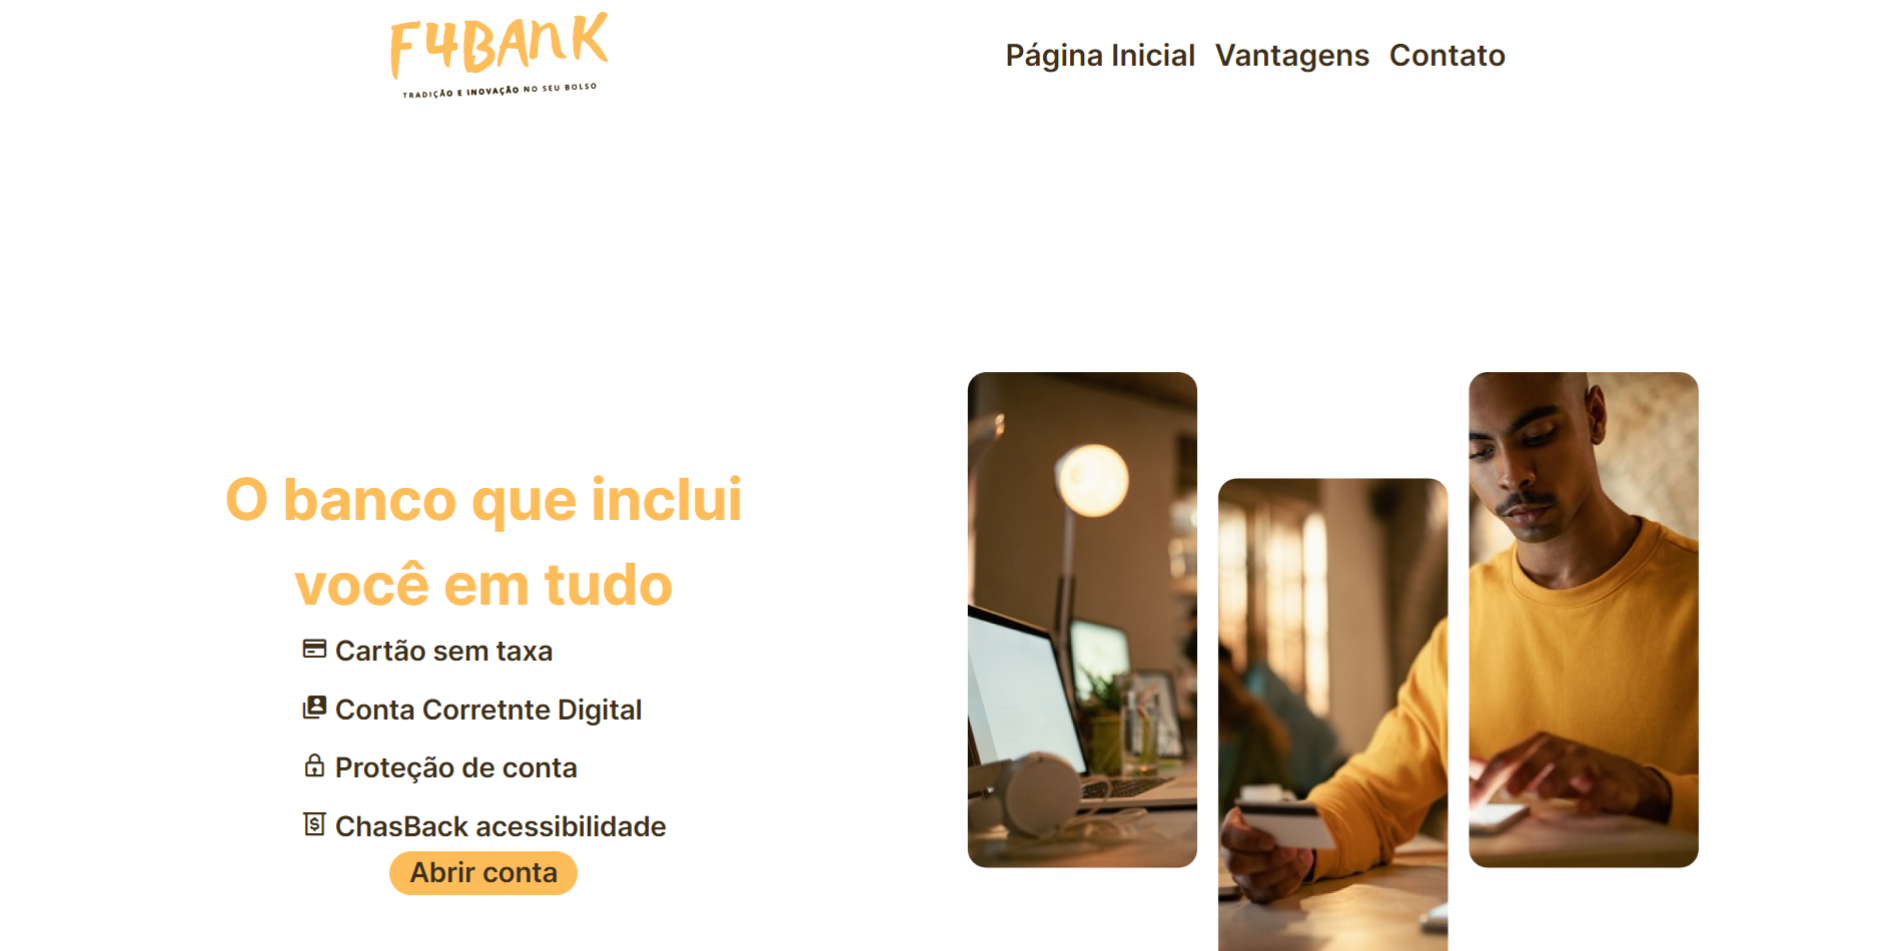 F4BANK
TRADIÇÃO E INOVAÇÃO NO SEU BOLSO
Página Inicial Vantagens Contato
O banco que inclui
você em tudo
Cartão sem taxa
Conta Corretnte Digital
Proteção de conta
ChasBack acessibilidade
Abrir conta